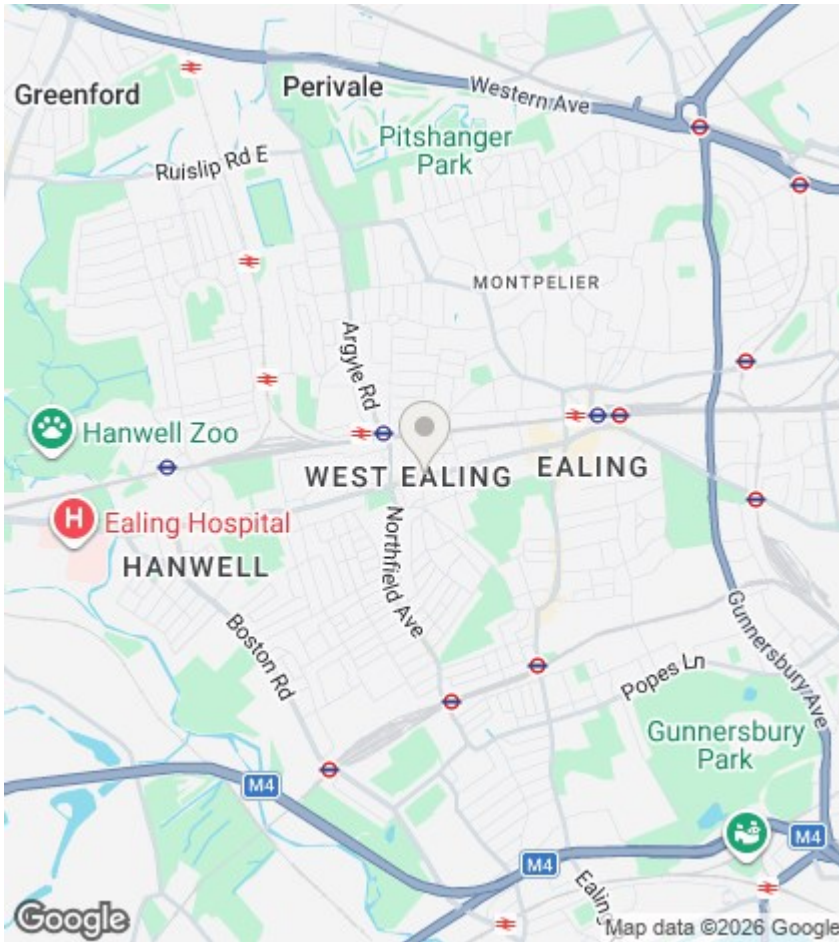 Greenford
Perivale
Western Ave
Pitshanger
Park
Ruislip Rd E
MONTPELIER
Argyle Rd
Hanwell Zoo
WEST EALING
EALING
H
Ealing Hospital
HANWELL
Northfield Ave
Boston Rd
Gunnersbury Ave
Popes Ln
Gunnersbury
Park
M4
M4
M4
Ealing
Google
Map data ©2026 Google